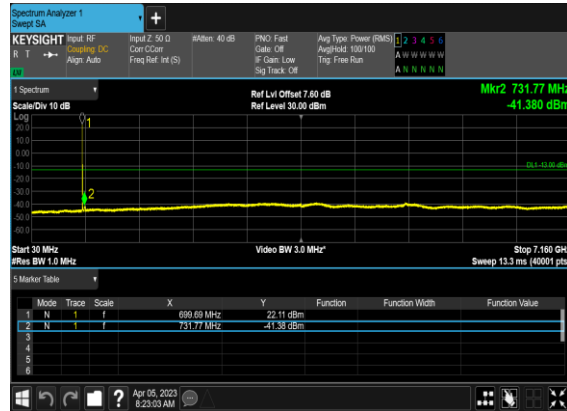 Spectrum Analyzer 1
Swept SA
+
KEYSIGHT Input: RF Input Z: 50 Ω #Atten: 40 dB PNO: Fast Avg Type: Power (RMS) 1 2 3 4 5 6
R T Coupling: DC Corr CCorr Gate: Off Avg|Hold: 100/100 A W W W W W
Align: Auto Freq Ref: Int (S) IF Gain: Low Trig: Free Run
Sig Track: Off A N N N N N
1 Spectrum Ref Lvl Offset 7.60 dB Mkr2 731.77 MHz
Scale/Div 10 dB Ref Level 30.00 dBm -41.380 dBm
Log
20.0
10.0
0.00
-10.0
-20.0
-30.0
-40.0
-50.0
-60.0
1
2
DL1 -13.00 dBm
Start 30 MHz Video BW 3.0 MHz* Stop 7.160 GHz
#Res BW 1.0 MHz Sweep 13.3 ms (40001 pts)
5 Marker Table
Mode Trace Scale X Y Function Function Width Function Value
1 N 1 f 699.69 MHz 22.11 dBm
2 N 1 f 731.77 MHz -41.38 dBm
3
4
5
6
? Apr 05, 2023
8:23:03 AM